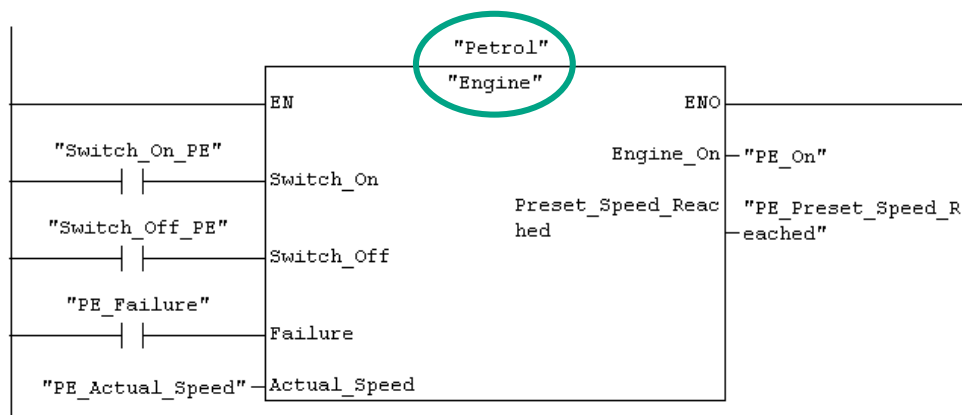 "Petrol"
"Engine"
EN
ENO
"Switch_On_PE"
Switch_On
Engine_On
"PE_On"
"Switch_Off_PE"
Switch_Off
Preset_Speed_Reac
hed
"PE_Preset_Speed_R
eached"
"PE_Failure"
Failure
"PE_Actual_Speed"
Actual_Speed